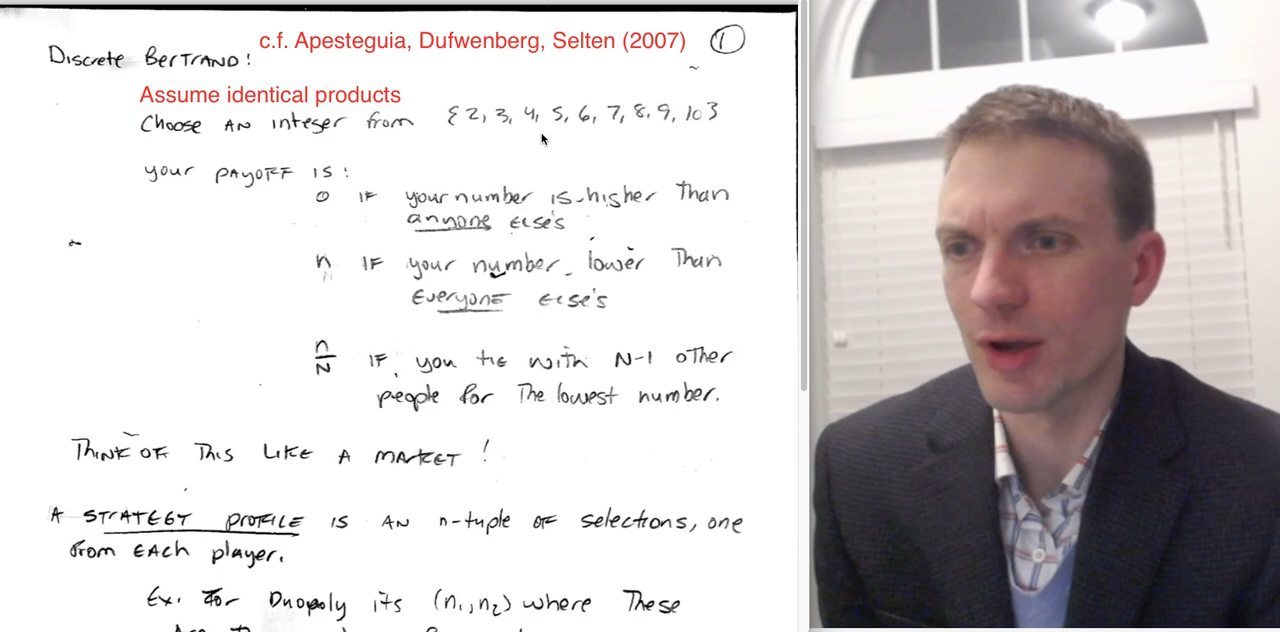 c.f. Apesteguia, Dufwenberg, Selten (2007) 1
Discrete BERTRAND!
Assume identical products
Choose AN integer from {2, 3, 4, 5, 6, 7, 8, 9, 10}
your PAYOFF IS:
0 IF your number is higher than
anyone ELSE'S
n IF your number lower Than
EVERYONE ELSE'S
n/N IF you tie with N-1 other
people for The lowest number.
THINK OF THIS LIKE A MARKET!
A STRATEGY PROFILE IS AN n-tuple OF selections, one
from EACH player.
Ex. For Duopoly its (n1, n2) where These